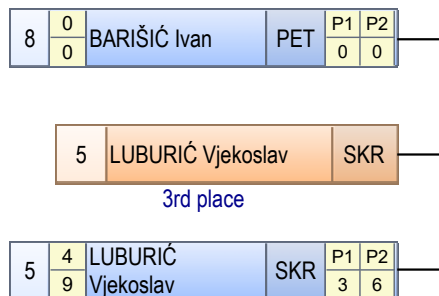 8 0 BARIŠIĆ Ivan PET P1 P2
0 0 0
5 LUBURIĆ Vjekoslav SKR
3rd place
5 4 LUBURIĆ SKR P1 P2
9 Vjekoslav 3 6